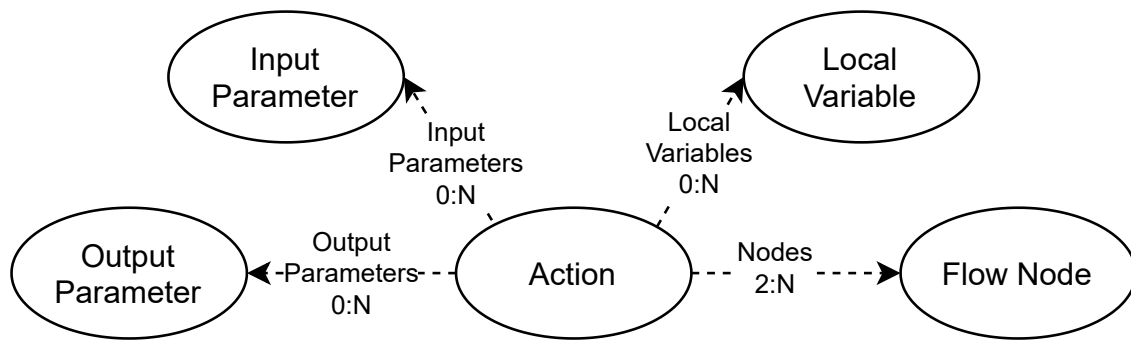 Input
Parameter
Local
Variable
Input
Parameters
0:N
Local
Variables
0:N
Output
Parameter
Output
Parameters
0:N
Action
Nodes
2:N
Flow Node